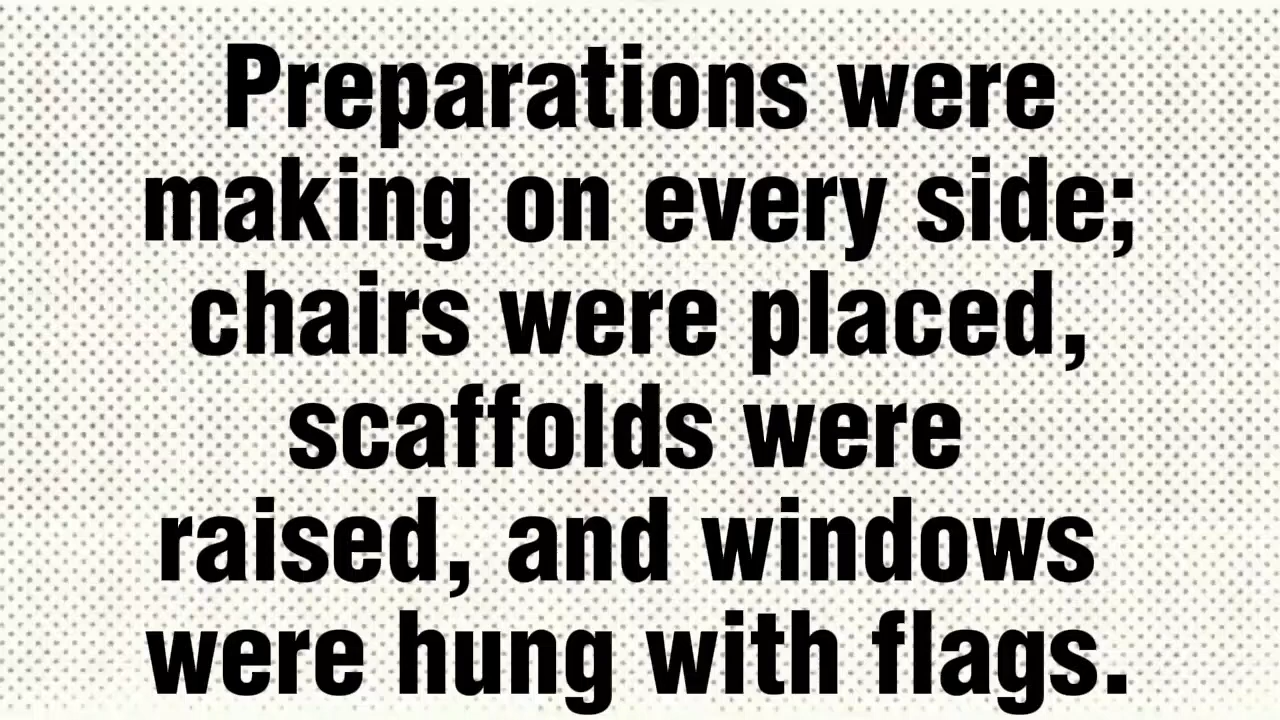 Preparations were
making on every side;
chairs were placed,
scaffolds were
raised, and windows
were hung with flags.